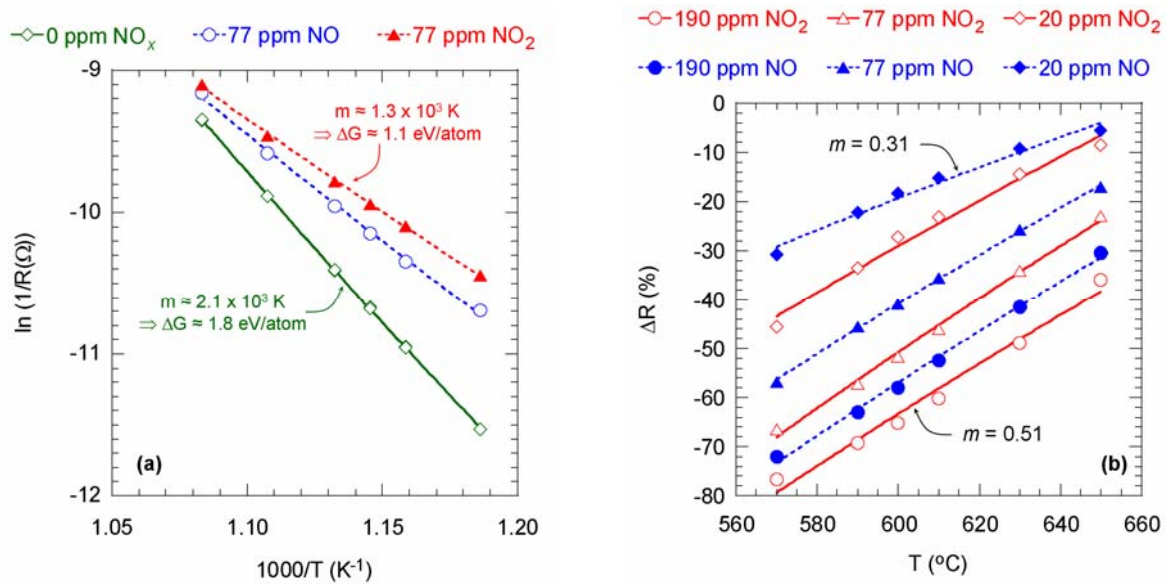 0 ppm NOx 77 ppm NO 77 ppm NO2
-9
-10
-11
-12
ln (1/R(Ω))
m ≈ 1.3 x 10³ K
⇒ ΔG ≈ 1.1 eV/atom
m ≈ 2.1 x 10³ K
⇒ ΔG ≈ 1.8 eV/atom
(a)
1.05 1.10 1.15 1.20
1000/T (K⁻¹)
190 ppm NO2 77 ppm NO2 20 ppm NO2
190 ppm NO 77 ppm NO 20 ppm NO
0
-10
-20
-30
-40
-50
-60
-70
-80
ΔR (%)
m = 0.31
m = 0.51
(b)
560 580 600 620 640 660
T (ºC)